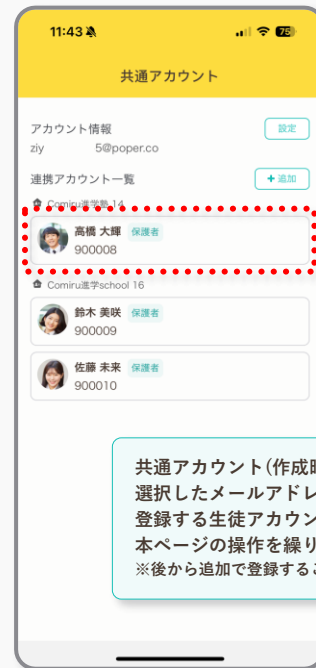 11:43
75
共通アカウント
アカウント情報
設定
ziy 5@poper.co
連携アカウント一覧
+追加
Comiru進学塾 14
高橋 大輝 保護者
900008
Comiru進学school 16
鈴木 美咲 保護者
900009
佐藤 未来 保護者
900010
共通アカウント(作成時
選択したメールアドレ
登録する生徒アカウン
本ページの操作を繰り
※後から追加で登録する